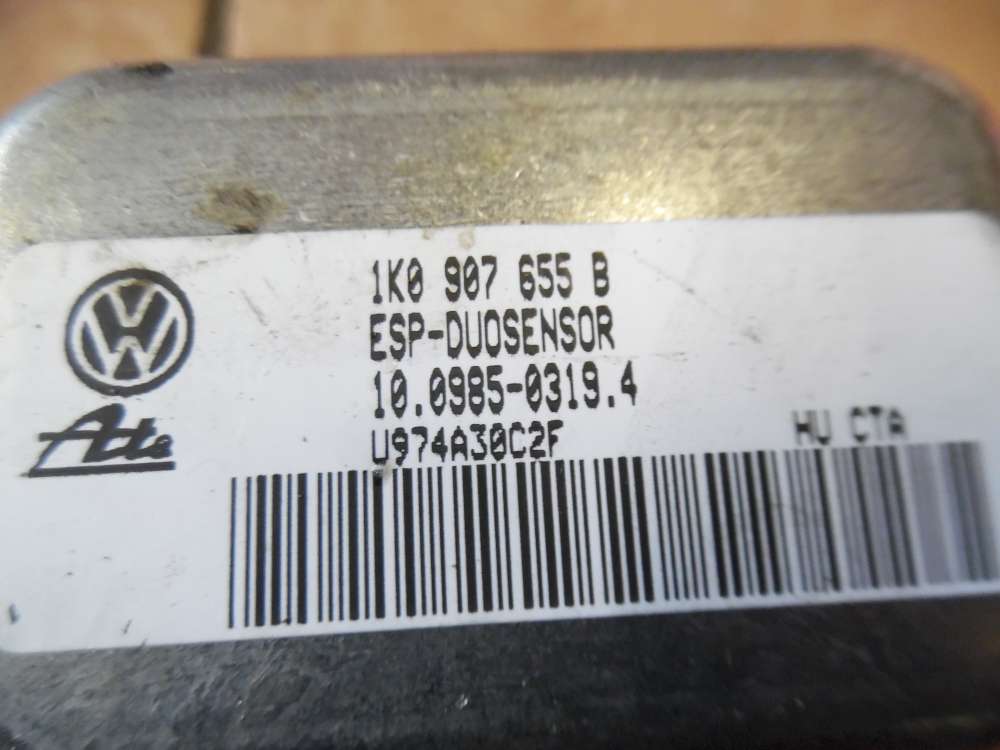 1K0 907 655 B
ESP-DUOSENSOR
10.0985-0319.4
U974A30C2F
HU CTA
Ate